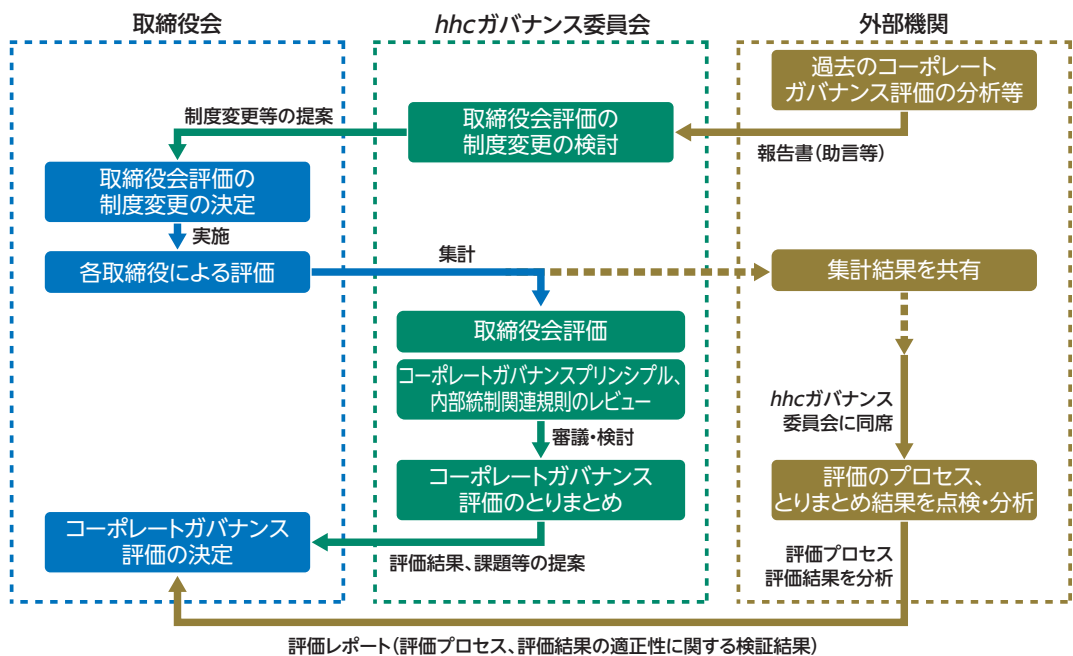 取締役会
hhcガバナンス委員会
外部機関
過去のコーポレート
ガバナンス評価の分析等
制度変更等の提案
取締役会評価の
制度変更の検討
報告書(助言等)
取締役会評価の
制度変更の決定
実施
各取締役による評価
集計
集計結果を共有
取締役会評価
コーポレートガバナンスプリンシプル、
内部統制関連規則のレビュー
hhcガバナンス
委員会に同席
審議・検討
コーポレートガバナンス
評価のとりまとめ
評価のプロセス、
とりまとめ結果を点検・分析
コーポレートガバナンス
評価の決定
評価結果、課題等の提案
評価プロセス
評価結果を分析
評価レポート(評価プロセス、評価結果の適正性に関する検証結果)